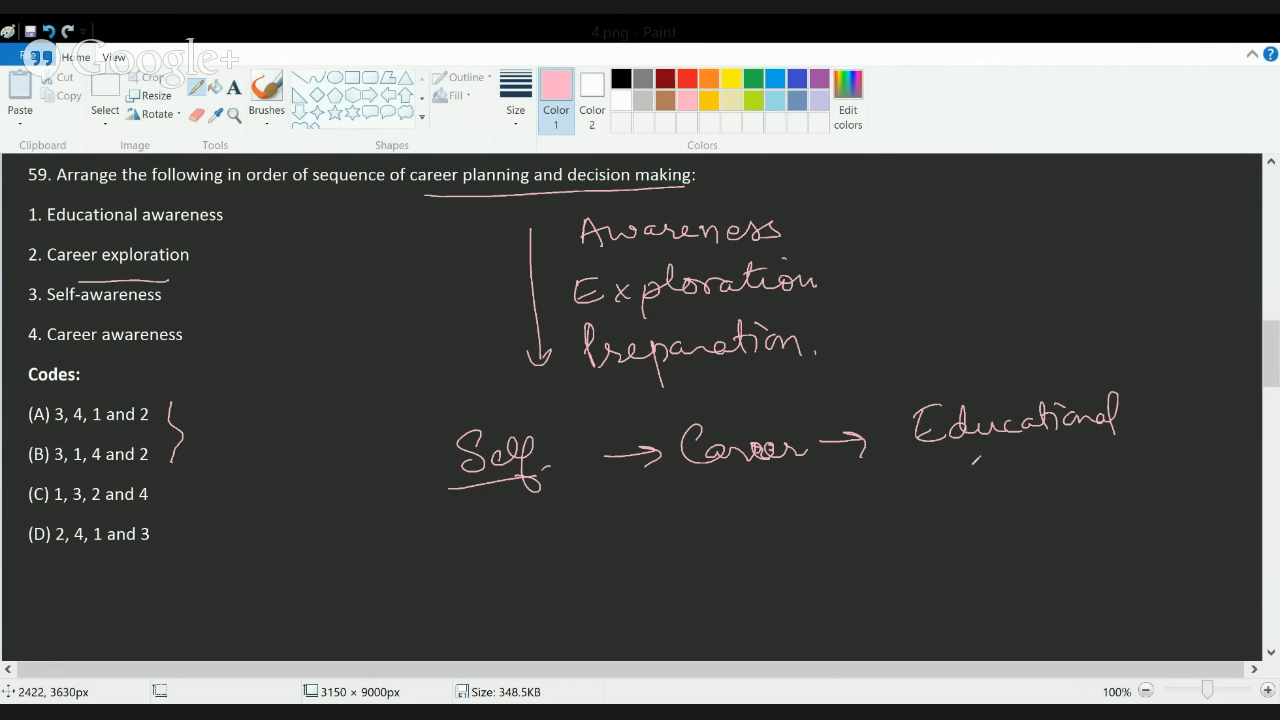 4.png - Paint
Google+
File Home View
Cut
Copy
Paste
Clipboard
Select
Crop
Resize
Rotate
Image
Tools
Brushes
Shapes
Outline
Fill
Size
Color 1
Color 2
Edit colors
Colors
59. Arrange the following in order of sequence of career planning and decision making:
1. Educational awareness
2. Career exploration
3. Self-awareness
4. Career awareness
Codes:
(A) 3, 4, 1 and 2
(B) 3, 1, 4 and 2
(C) 1, 3, 2 and 4
(D) 2, 4, 1 and 3
Awareness
Exploration
Preparation.
Self. → Career → Educational
2422, 3630px
3150 × 9000px
Size: 348.5KB
100%